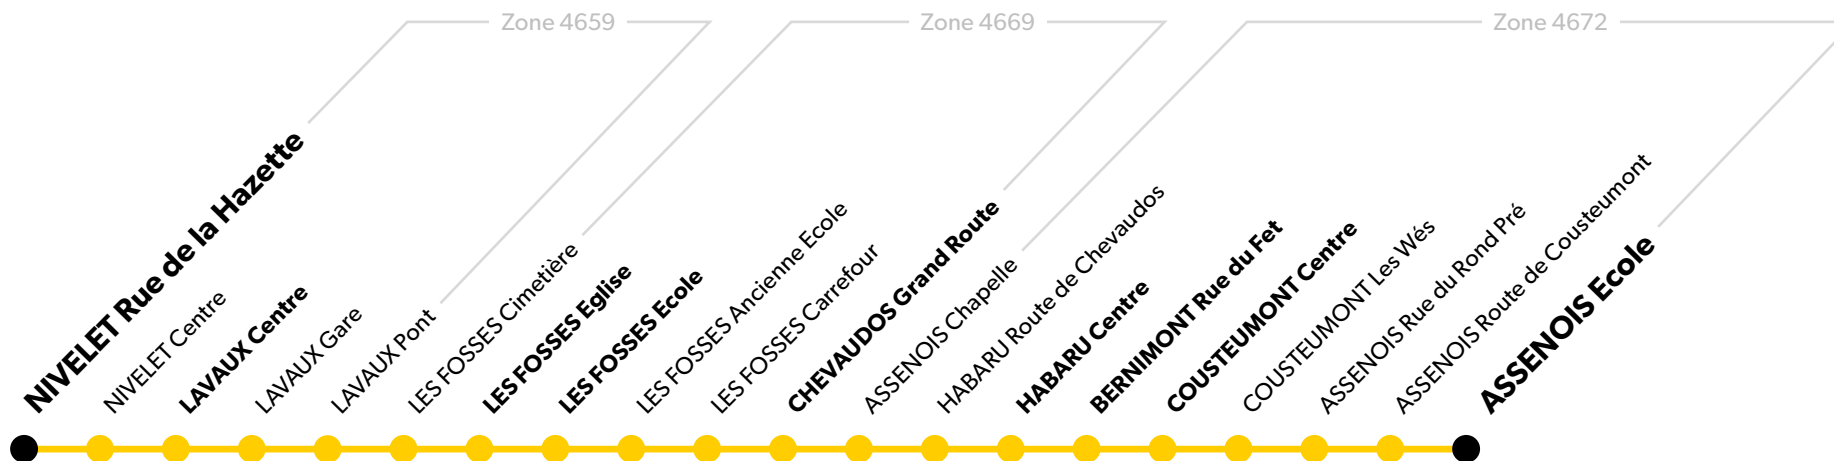 Zone 4659
Zone 4669
Zone 4672
NIVELET Rue de la Hazette
NIVELET Centre
LAVAUX Centre
LAVAUX Gare
LAVAUX Pont
LES FOSSES Cimetière
LES FOSSES Eglise
LES FOSSES Ecole
LES FOSSES Ancienne Ecole
LES FOSSES Carrefour
CHEVAUDOS Grand Route
ASSENOIS Chapelle
HABARU Route de Chevaudos
HABARU Centre
BERNIMONT Rue du Fet
COUSTEUMONT Centre
COUSTEUMONT Les Wés
ASSENOIS Rue du Rond Pré
ASSENOIS Route de Cousteumont
ASSENOIS Ecole